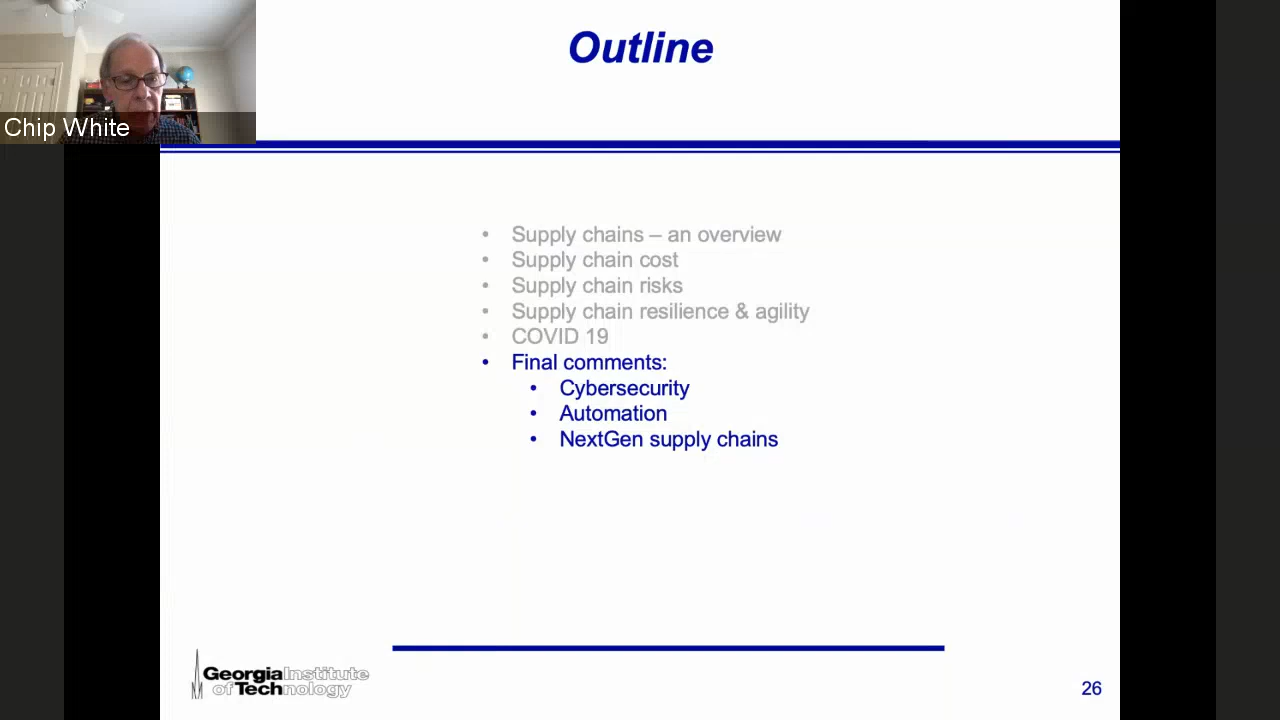 Outline
Chip White
• Supply chains – an overview
• Supply chain cost
• Supply chain risks
• Supply chain resilience & agility
• COVID 19
• Final comments:
• Cybersecurity
• Automation
• NextGen supply chains
Georgia Institute
of Technology
26